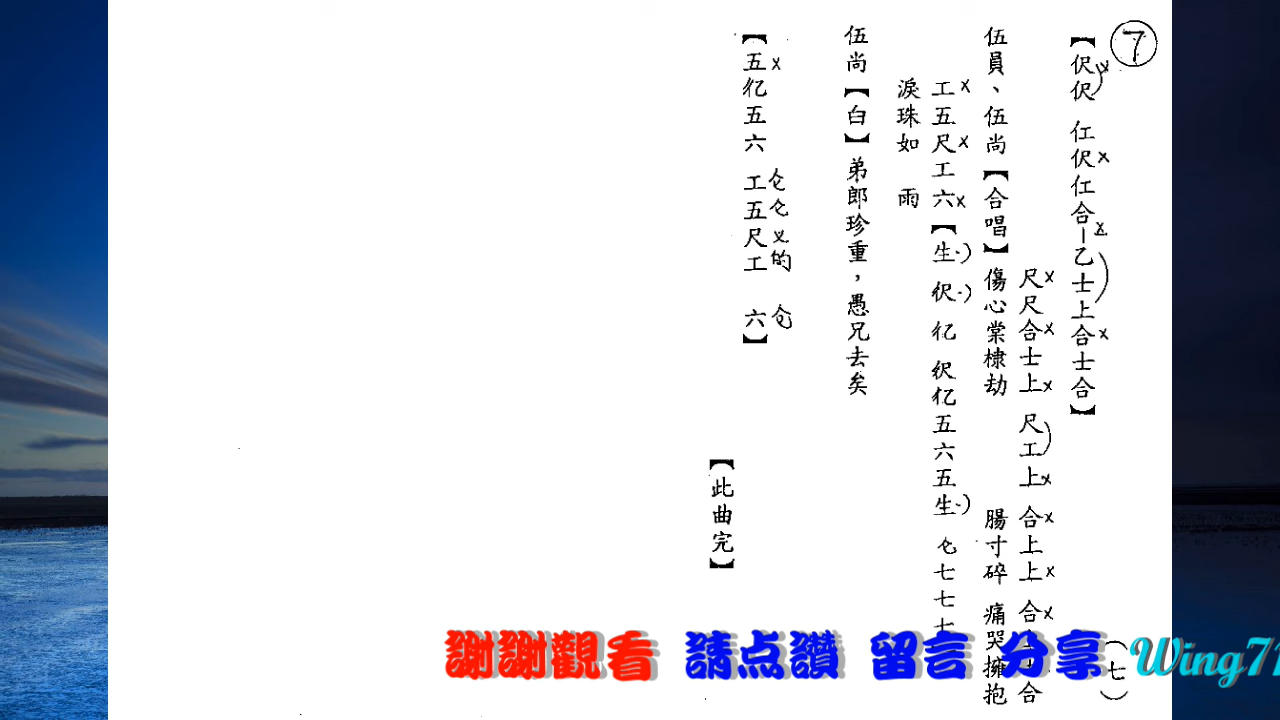 7
【伬伬 仜伬仜合一乙士上合士合】
尺尺合士上 尺工上 合上上 合 合
伍員、伍尚【合唱】傷心棠棣劫 腸寸碎 痛哭擁抱
工五尺工六【生 伬 亿 伬亿五六五生 七七七
淚珠如 雨
伍尚【白】弟郎珍重，愚兄去矣
【五亿五六 工五尺工 六】
【此曲完】
（七）
謝謝觀看 請点讚 留言 分享 Wing71